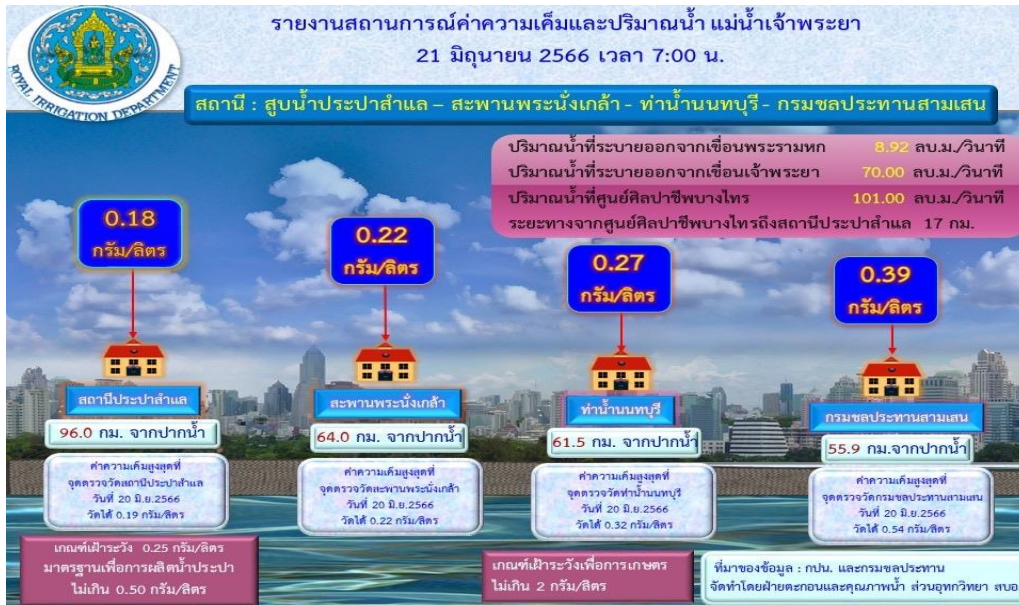 รายงานสถานการณ์ค่าความเค็มและปริมาณน้ำ แม่น้ำเจ้าพระยา
21 มิถุนายน 2566 เวลา 7:00 น.
ROYAL IRRIGATION DEPARTMENT
สถานี : สูบน้ำประปาสำแล – สะพานพระนั่งเกล้า - ท่าน้ำนนทบุรี - กรมชลประทานสามเสน
ปริมาณน้ำที่ระบายออกจากเขื่อนพระรามหก 8.92 ลบ.ม./วินาที
ปริมาณน้ำที่ระบายออกจากเขื่อนเจ้าพระยา 70.00 ลบ.ม./วินาที
ปริมาณน้ำที่ศูนย์ศิลปาชีพบางไทร 101.00 ลบ.ม./วินาที
ระยะทางจากศูนย์ศิลปาชีพบางไทรถึงสถานีประปาสำแล 17 กม.
0.18
กรัม/ลิตร
สถานีประปาสำแล
96.0 กม. จากปากน้ำ
ค่าความเค็มสูงสุดที่
จุดตรวจวัดสถานีประปาสำแล
วันที่ 20 มิ.ย.2566
วัดได้ 0.19 กรัม/ลิตร
0.22
กรัม/ลิตร
สะพานพระนั่งเกล้า
64.0 กม. จากปากน้ำ
ค่าความเค็มสูงสุดที่
จุดตรวจวัดสะพานพระนั่งเกล้า
วันที่ 20 มิ.ย.2566
วัดได้ 0.22 กรัม/ลิตร
0.27
กรัม/ลิตร
ท่าน้ำนนทบุรี
61.5 กม. จากปากน้ำ
ค่าความเค็มสูงสุดที่
จุดตรวจวัดท่าน้ำนนทบุรี
วันที่ 20 มิ.ย.2566
วัดได้ 0.32 กรัม/ลิตร
0.39
กรัม/ลิตร
กรมชลประทานสามเสน
55.9 กม.จากปากน้ำ
ค่าความเค็มสูงสุดที่
จุดตรวจวัดกรมชลประทานสามเสน
วันที่ 20 มิ.ย.2566
วัดได้ 0.54 กรัม/ลิตร
เกณฑ์เฝ้าระวัง 0.25 กรัม/ลิตร
มาตรฐานเพื่อการผลิตน้ำประปา
ไม่เกิน 0.50 กรัม/ลิตร
เกณฑ์เฝ้าระวังเพื่อการเกษตร
ไม่เกิน 2 กรัม/ลิตร
ที่มาของข้อมูล : กปน. และกรมชลประทาน
จัดทำโดยฝ่ายตะกอนและคุณภาพน้ำ ส่วนอุทกวิทยา สบอ